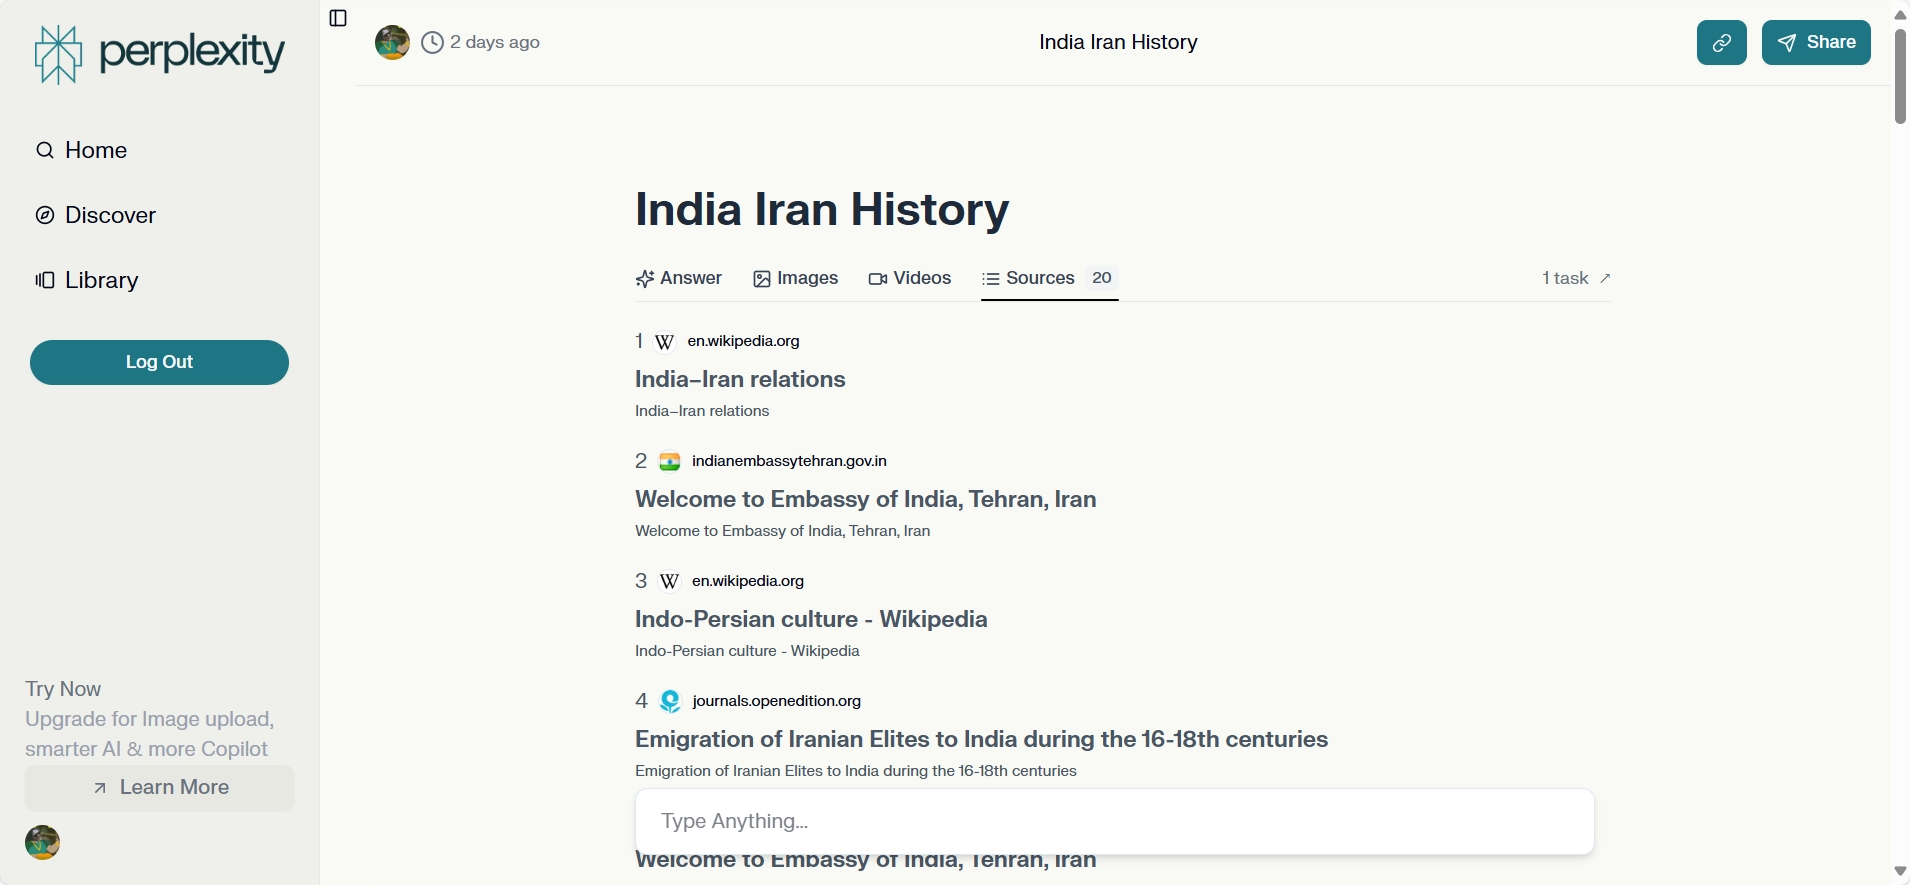 perplexity
Home
Discover
Library
Log Out
Try Now
Upgrade for Image upload,
smarter AI & more Copilot
Learn More
2 days ago
India Iran History
Share
India Iran History
Answer
Images
Videos
Sources 20
1 task
1 W en.wikipedia.org
India–Iran relations
India–Iran relations
2 indianembassytehran.gov.in
Welcome to Embassy of India, Tehran, Iran
Welcome to Embassy of India, Tehran, Iran
3 W en.wikipedia.org
Indo-Persian culture - Wikipedia
Indo-Persian culture - Wikipedia
4 journals.openedition.org
Emigration of Iranian Elites to India during the 16-18th centuries
Emigration of Iranian Elites to India during the 16-18th centuries
Type Anything...
Welcome to Embassy of India, Tehran, Iran